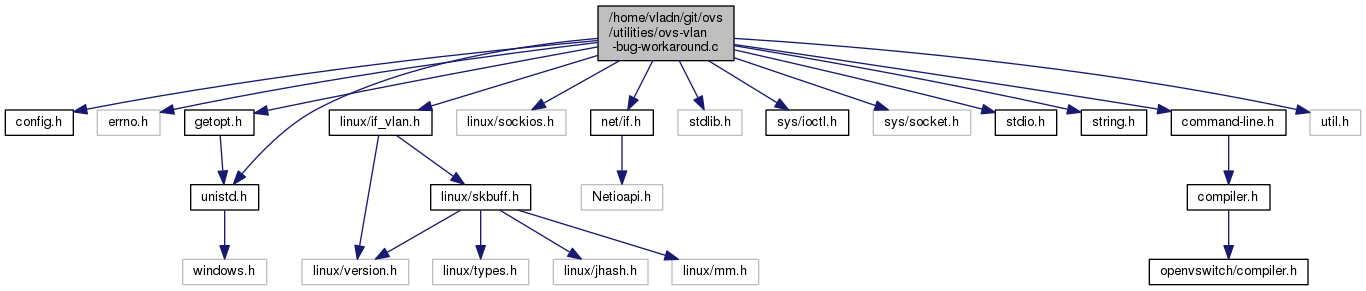 /home/vladn/git/ovs
/utilities/ovs-vlan
-bug-workaround.c
config.h
errno.h
getopt.h
linux/if_vlan.h
linux/sockios.h
net/if.h
stdlib.h
sys/ioctl.h
sys/socket.h
stdio.h
string.h
command-line.h
util.h
unistd.h
linux/skbuff.h
Netioapi.h
compiler.h
windows.h
linux/version.h
linux/types.h
linux/jhash.h
linux/mm.h
openvswitch/compiler.h